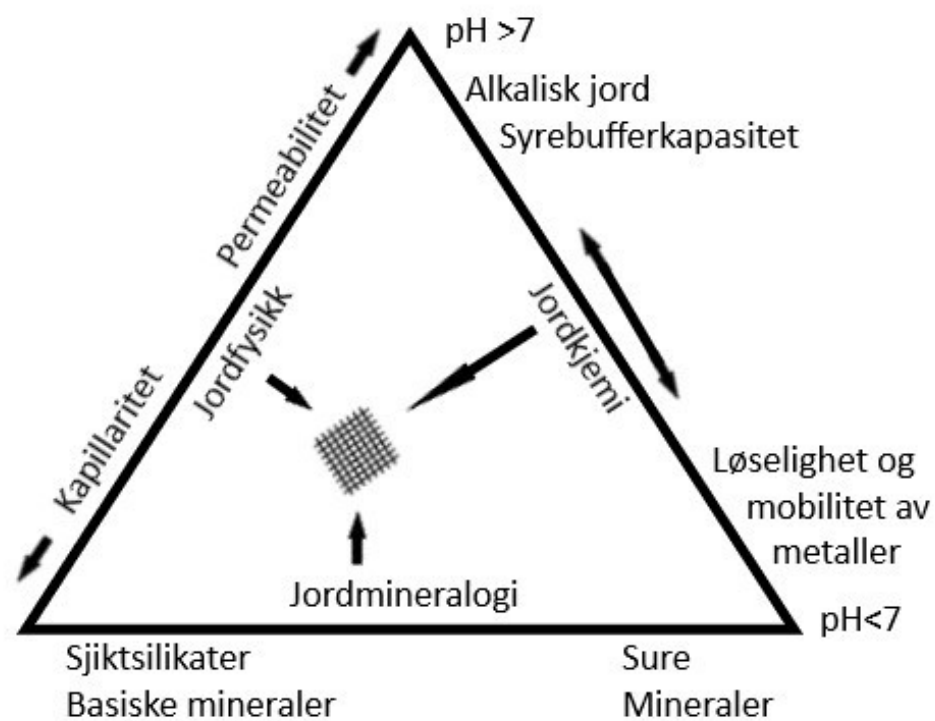 pH >7
Alkalisk jord
Syrebufferkapasitet
Permeabilitet
Jordfysikk
Jordkjemi
Kapillaritet
Løselighet og
mobilitet av
metaller
Jordmineralogi
pH<7
Sjiktsilikater
Basiske mineraler
Sure
Mineraler